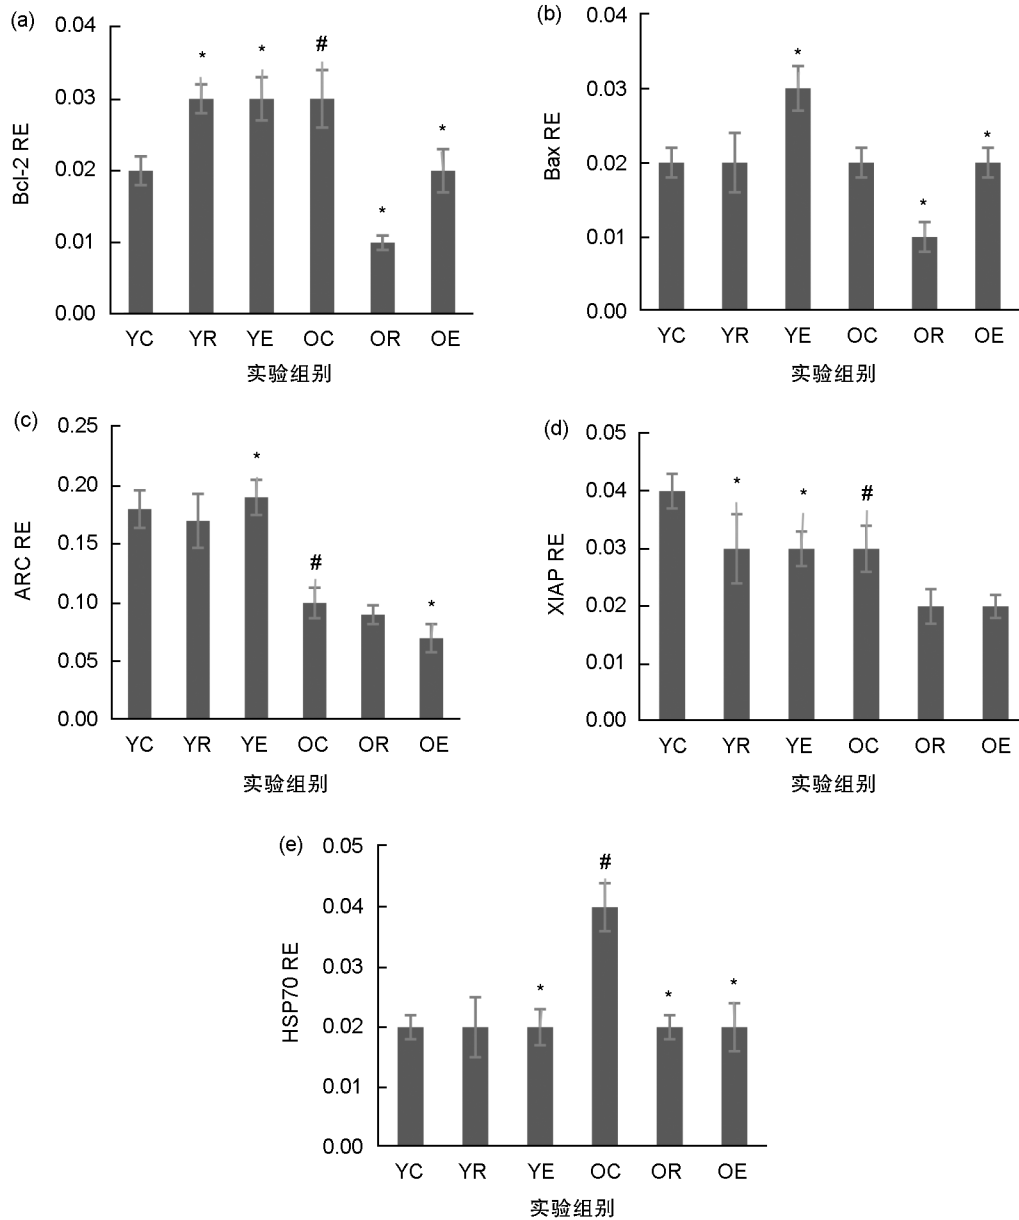 (a)
Bcl-2 RE
0.04
0.03
0.02
0.01
0.00
* * # * *
YC YR YE OC OR OE
实验组别
(b)
Bax RE
0.04
0.03
0.02
0.01
0.00
* * *
YC YR YE OC OR OE
实验组别
(c)
ARC RE
0.25
0.20
0.15
0.10
0.05
0.00
* # *
YC YR YE OC OR OE
实验组别
(d)
XIAP RE
0.05
0.04
0.03
0.02
0.01
0.00
* * #
YC YR YE OC OR OE
实验组别
(e)
HSP70 RE
0.05
0.04
0.03
0.02
0.01
0.00
* # * *
YC YR YE OC OR OE
实验组别